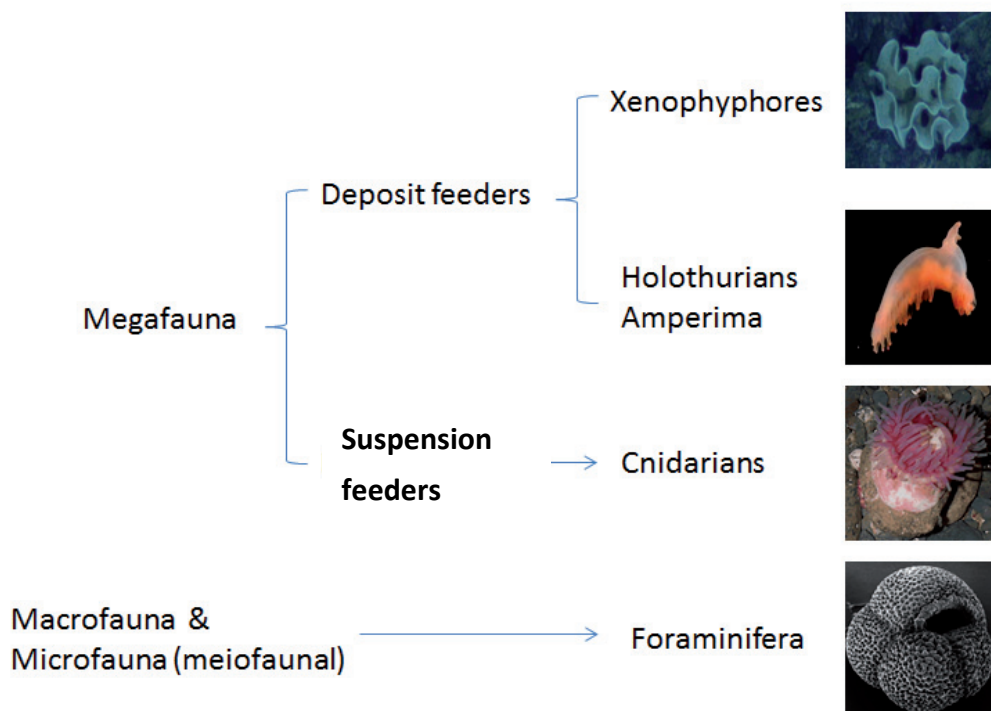 Xenophyphores
Deposit feeders
Holothurians
Amperima
Megafauna
Suspension
feeders
Cnidarians
Macrofauna &
Microfauna (meiofaunal)
Foraminifera